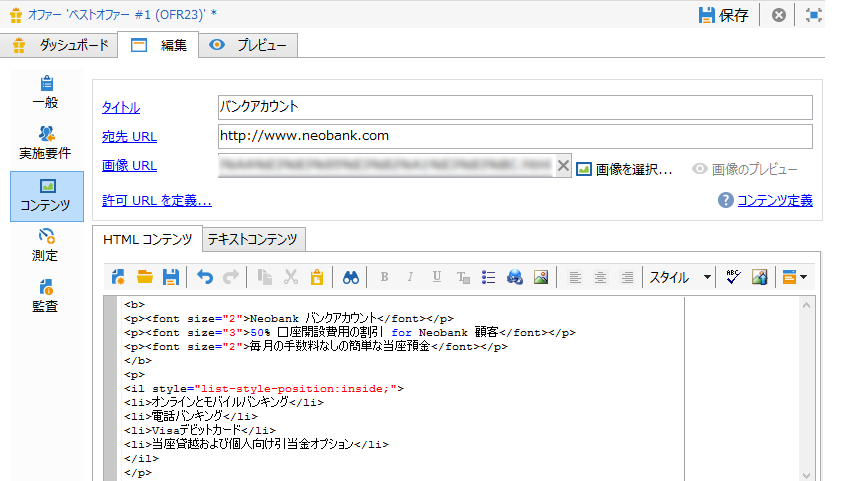 オファー 'ベストオファー #1 (OFR23)' *
保存
ダッシュボード 編集 プレビュー
一般
実施要件
コンテンツ
測定
監査
タイトル バンクアカウント
宛先 URL http://www.neobank.com
画像 URL 画像を選択... 画像のプレビュー
許可 URL を定義... コンテンツ定義
HTML コンテンツ テキストコンテンツ
B I U スタイル ABC
<b>
<p><font size="2">Neobank バンクアカウント</font></p>
<p><font size="3">50% 口座開設費用の割引 for Neobank 顧客</font></p>
<p><font size="2">毎月の手数料なしの簡単な当座預金</font></p>
</b>
<p>
<il style="list-style-position:inside;">
<li>オンラインとモバイルバンキング</li>
<li>電話バンキング</li>
<li>Visaデビットカード</li>
<li>当座貸越および個人向け引当金オプション</li>
</il>
</p>